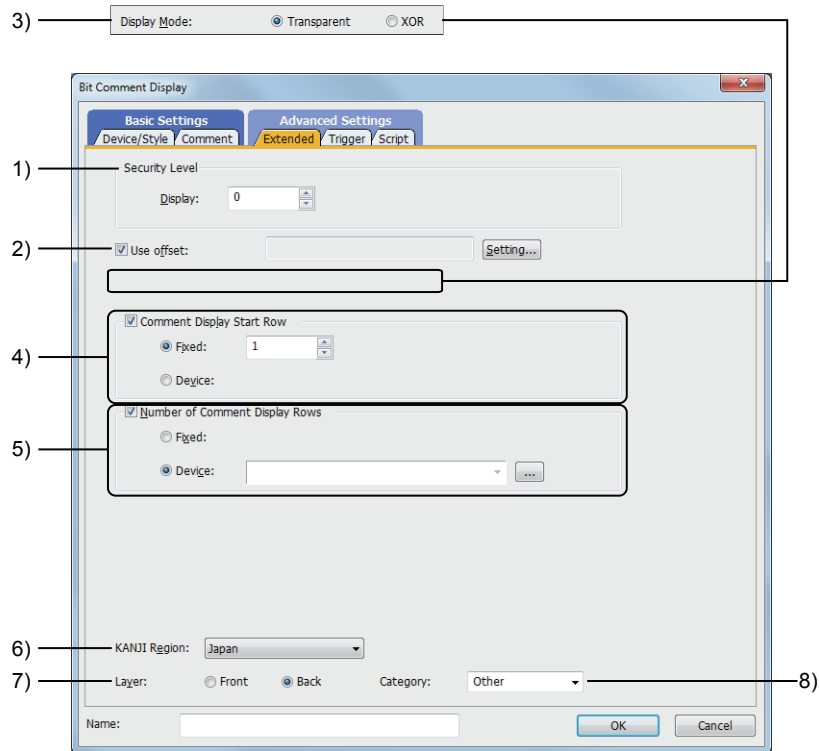 3) Display Mode: Transparent XOR
Bit Comment Display
Basic Settings Advanced Settings
Device/Style Comment Extended Trigger Script
1) Security Level
Display: 0
2) Use offset: Setting...
Comment Display Start Row
4) Fixed: 1
Device:
Number of Comment Display Rows
5) Fixed:
Device: ...
6) KANJI Region: Japan
7) Layer: Front Back Category: Other 8)
Name: OK Cancel